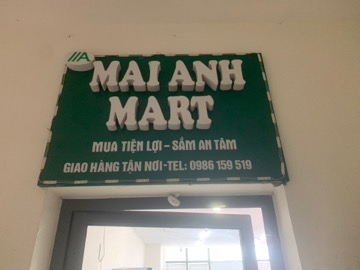 MAI ANH
MART
MUA TIỆN LỢI - SẮM AN TÂM
GIAO HÀNG TẬN NƠI-TEL: 0986 159 519